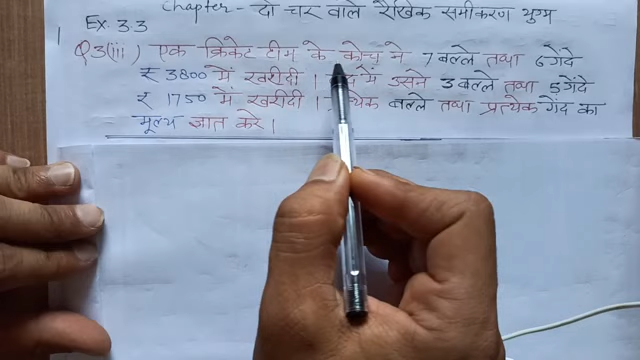 Chapter - दो चर वाले रैखिक समीकरण युग्म
Ex. 3.3
Q3(iii) एक क्रिकेट टीम के कोच ने 7 बल्ले तथा 6 गेंदे
₹ 3800 में खरीदी । में उसने 3 बल्ले तथा 5 गेंदे
₹ 1750 में खरीदी । बल्ले तथा प्रत्येक गेंद का
मूल्य ज्ञात करे ।